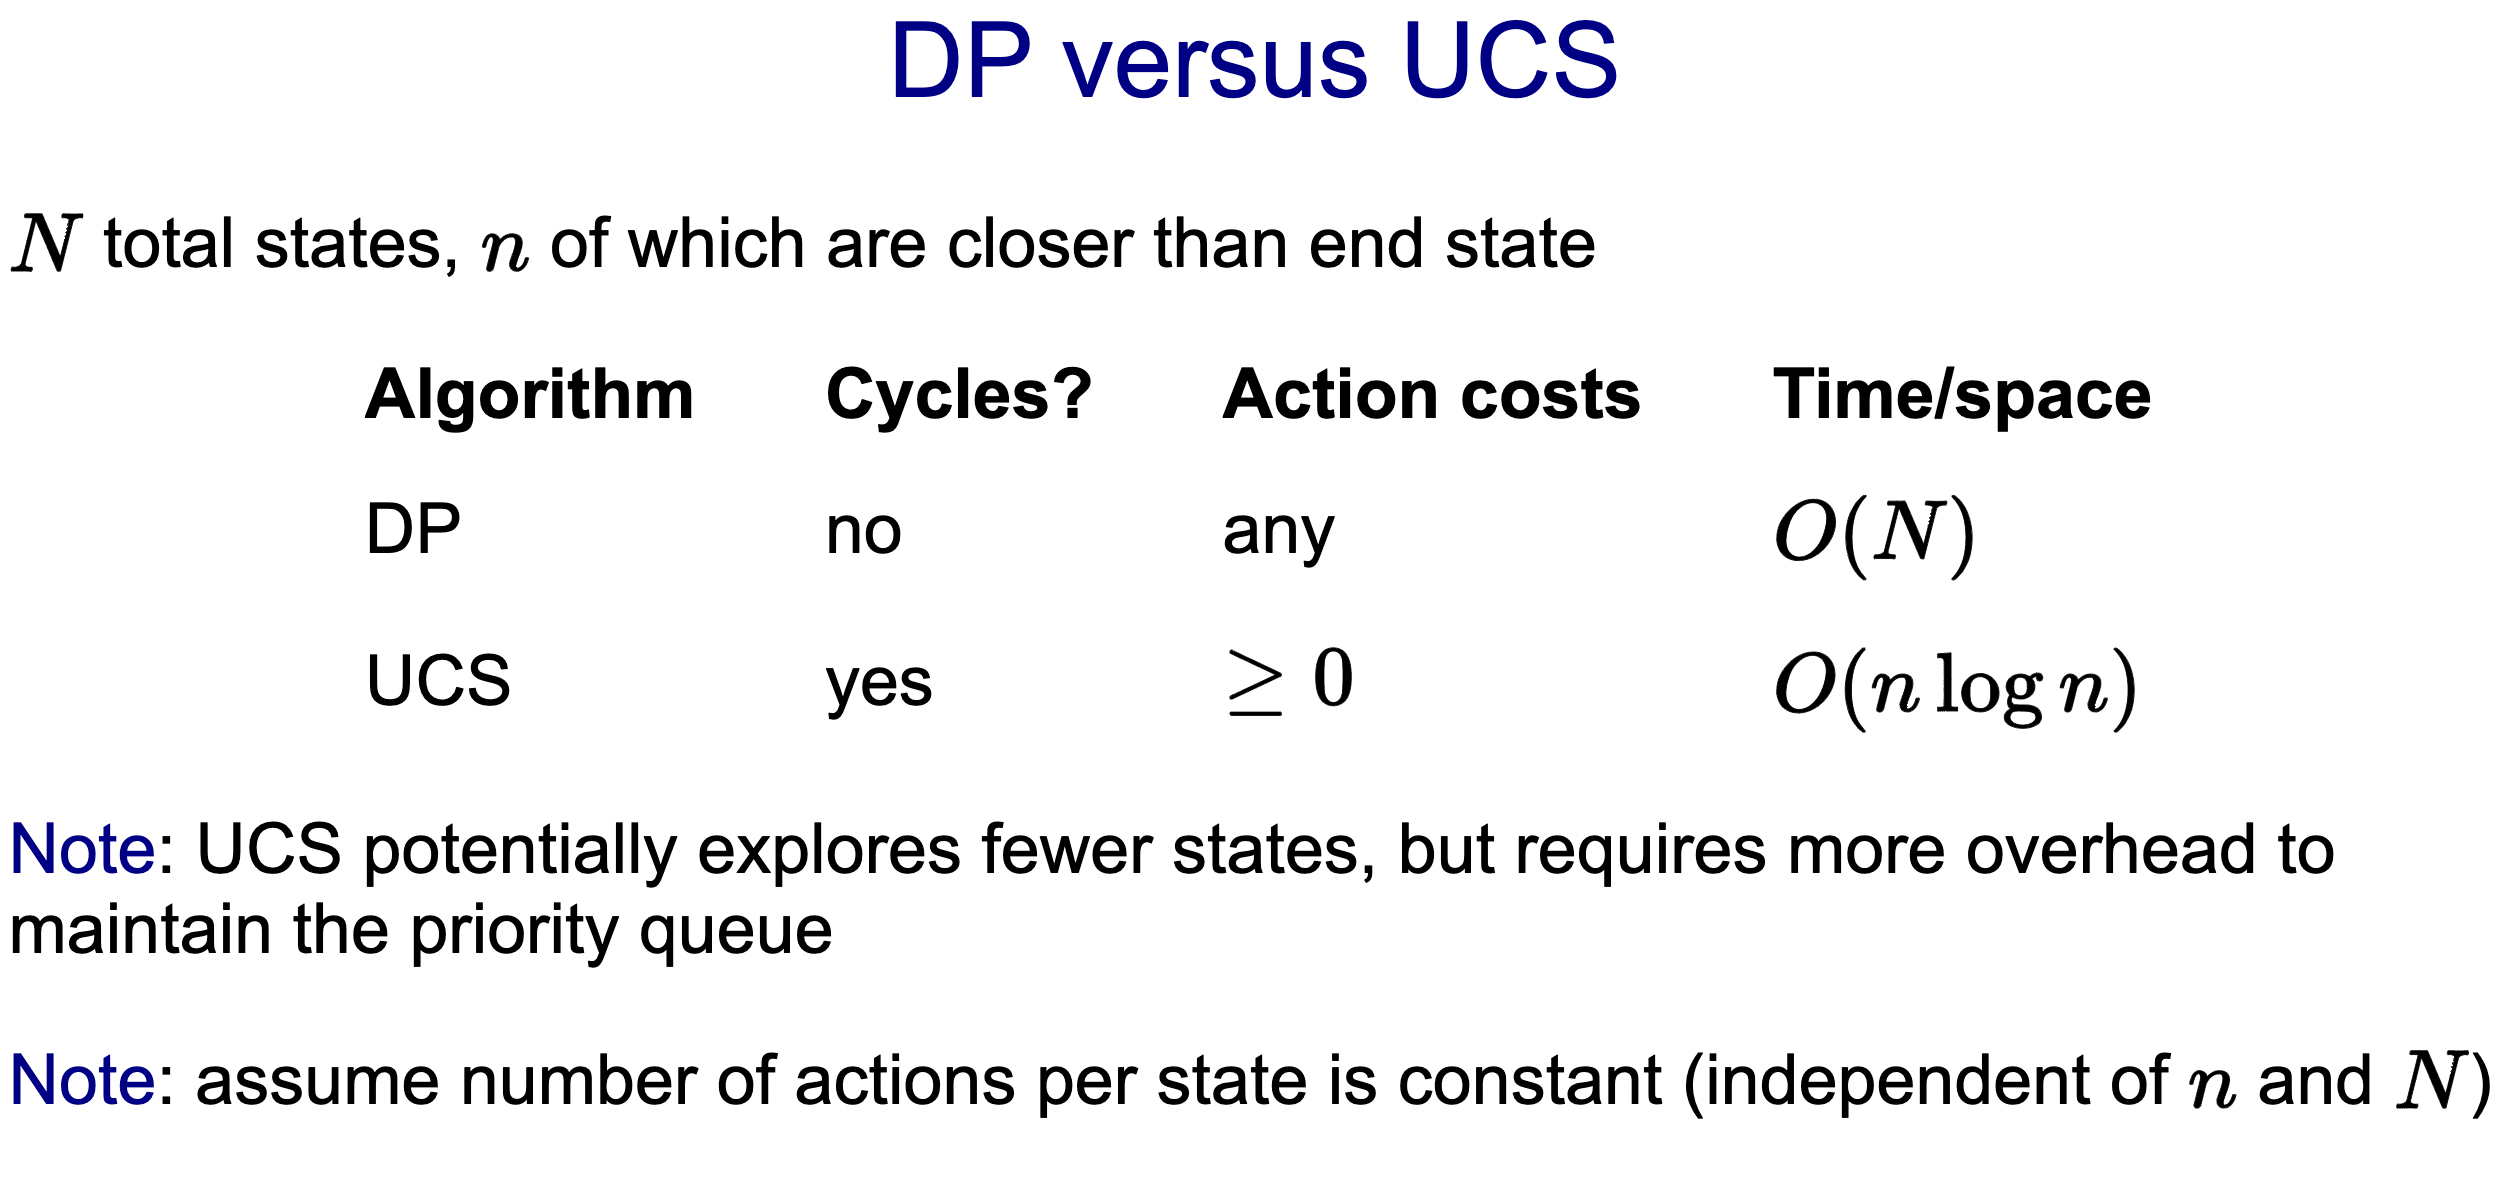 DP versus UCS
N total states, n of which are closer than end state
Algorithm Cycles? Action costs Time/space
DP no any O(N)
UCS yes ≥ 0 O(n log n)
Note: UCS potentially explores fewer states, but requires more overhead to
maintain the priority queue
Note: assume number of actions per state is constant (independent of n and N)